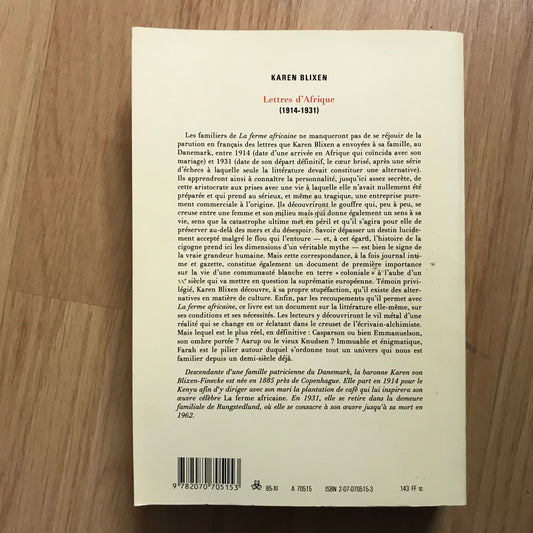 KAREN BLIXEN
Lettres d'Afrique
(1914-1931)
Les familiers de La ferme africaine ne manqueront pas de se réjouir de la
parution en français des lettres que Karen Blixen a envoyées à sa famille, au
Danemark, entre 1914 (date d'une arrivée en Afrique qui coïncida avec son
mariage) et 1931 (date de son départ définitif, le cœur brisé, après une série
d'échecs à laquelle seule la littérature devait constituer une alternative).
Ils apprendront ainsi à connaître la personnalité, jusqu'ici assez secrète, de
cette aristocrate aux prises avec une vie à laquelle elle n'avait nullement été
préparée et qui prend au sérieux, et même au tragique, une entreprise pure-
ment commerciale à l'origine. Ils découvriront le gouffre qui, peu à peu, se
creuse entre une femme et son milieu mais qui donne également un sens à sa
vie, sens que la catastrophe ultime met en péril et qu'il s'agira pour elle de
préserver au-delà des mers et du désespoir. Savoir dépasser un destin lucide-
ment accepté malgré le flou qui l'entoure — et, à cet égard, l'histoire de la
cigogne prend ici les dimensions d'un véritable mythe — est bien le signe de
la vraie grandeur humaine. Mais cette correspondance, à la fois journal inti-
me et gazette, constitue également un document de première importance
sur la vie d'une communauté blanche en terre « coloniale » à l'aube d'un
XXe siècle qui va mettre en question la suprématie européenne. Témoin privi-
légié, Karen Blixen découvre, à sa propre stupéfaction, qu'il existe des alter-
natives en matière de culture. Enfin, par les recoupements qu'il permet avec
La ferme africaine, ce livre est un document sur la littérature elle-même, sur
ses conditions et ses nécessités. Les lecteurs y découvriront le vil métal d'une
réalité qui se change en or éclatant dans le creuset de l'écrivain-alchimiste.
Mais lequel est le plus réel, en définitive : Casparson ou bien Emmanuelson,
son ombre portée ? Aarup ou le vieux Knudsen ? Immuable et énigmatique,
Farah est le pilier autour duquel s'ordonne tout un univers qui nous est
familier depuis un demi-siècle déjà.
Descendante d'une famille patricienne du Danemark, la baronne Karen von
Blixen-Finecke est née en 1885 près de Copenhague. Elle part en 1914 pour le
Kenya afin d'y diriger avec son mari la plantation de café qui lui inspirera son
œuvre célèbre La ferme africaine. En 1931, elle se retire dans la demeure
familiale de Rungstedlund, où elle se consacre à son œuvre jusqu'à sa mort en
1962.
9 782070 705153
85-XI A 70515 ISBN 2-07-070515-3 143 FF tc